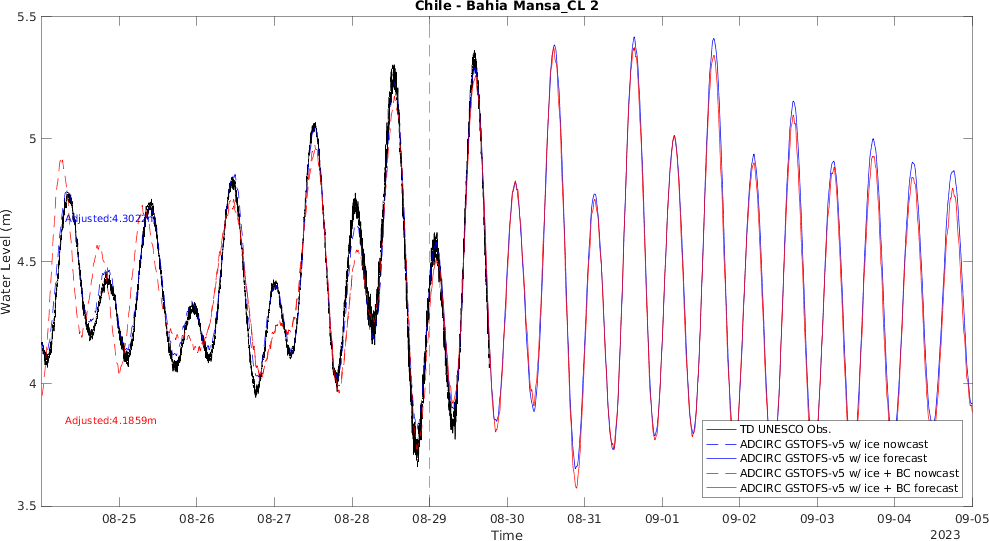 Chile - Bahia Mansa_CL 2
5.5
5
4.5
4
3.5
Water Level (m)
Adjusted:4.3022m
Adjusted:4.1859m
TD UNESCO Obs.
ADCIRC GSTOFS-v5 w/ ice nowcast
ADCIRC GSTOFS-v5 w/ ice forecast
ADCIRC GSTOFS-v5 w/ ice + BC nowcast
ADCIRC GSTOFS-v5 w/ ice + BC forecast
08-25 08-26 08-27 08-28 08-29 08-30 08-31 09-01 09-02 09-03 09-04 09-05
Time
2023